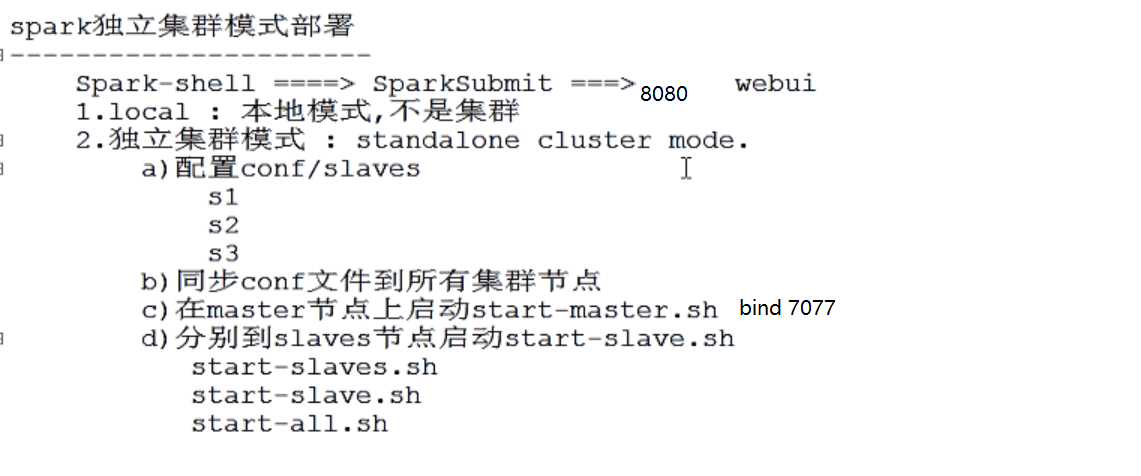 spark独立集群模式部署
----------------------
Spark-shell ====> SparkSubmit ===> 8080 webui
1.local : 本地模式,不是集群
2.独立集群模式 : standalone cluster mode.
a)配置conf/slaves
s1
s2
s3
b)同步conf文件到所有集群节点
c)在master节点上启动start-master.sh bind 7077
d)分别到slaves节点启动start-slave.sh
start-slaves.sh
start-slave.sh
start-all.sh